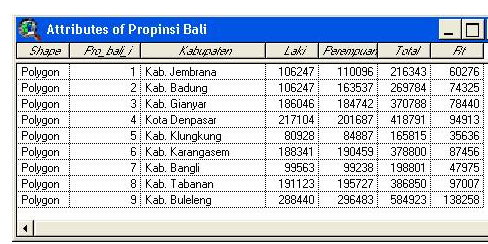 Attributes of Propinsi Bali
Shape Pro_bali_i Kabupaten Laki Perempuan Total Rt
Polygon 1 Kab. Jembrana 106247 110096 216343 60276
Polygon 2 Kab. Badung 106247 163537 269784 74325
Polygon 3 Kab. Gianyar 186046 184742 370788 78440
Polygon 4 Kota Denpasar 217104 201687 418791 94913
Polygon 5 Kab. Klungkung 80928 84887 165815 35636
Polygon 6 Kab. Karangasem 188341 190459 378800 87456
Polygon 7 Kab. Bangli 99563 99238 198801 47975
Polygon 8 Kab. Tabanan 191123 195727 386850 97007
Polygon 9 Kab. Buleleng 288440 296483 584923 138258